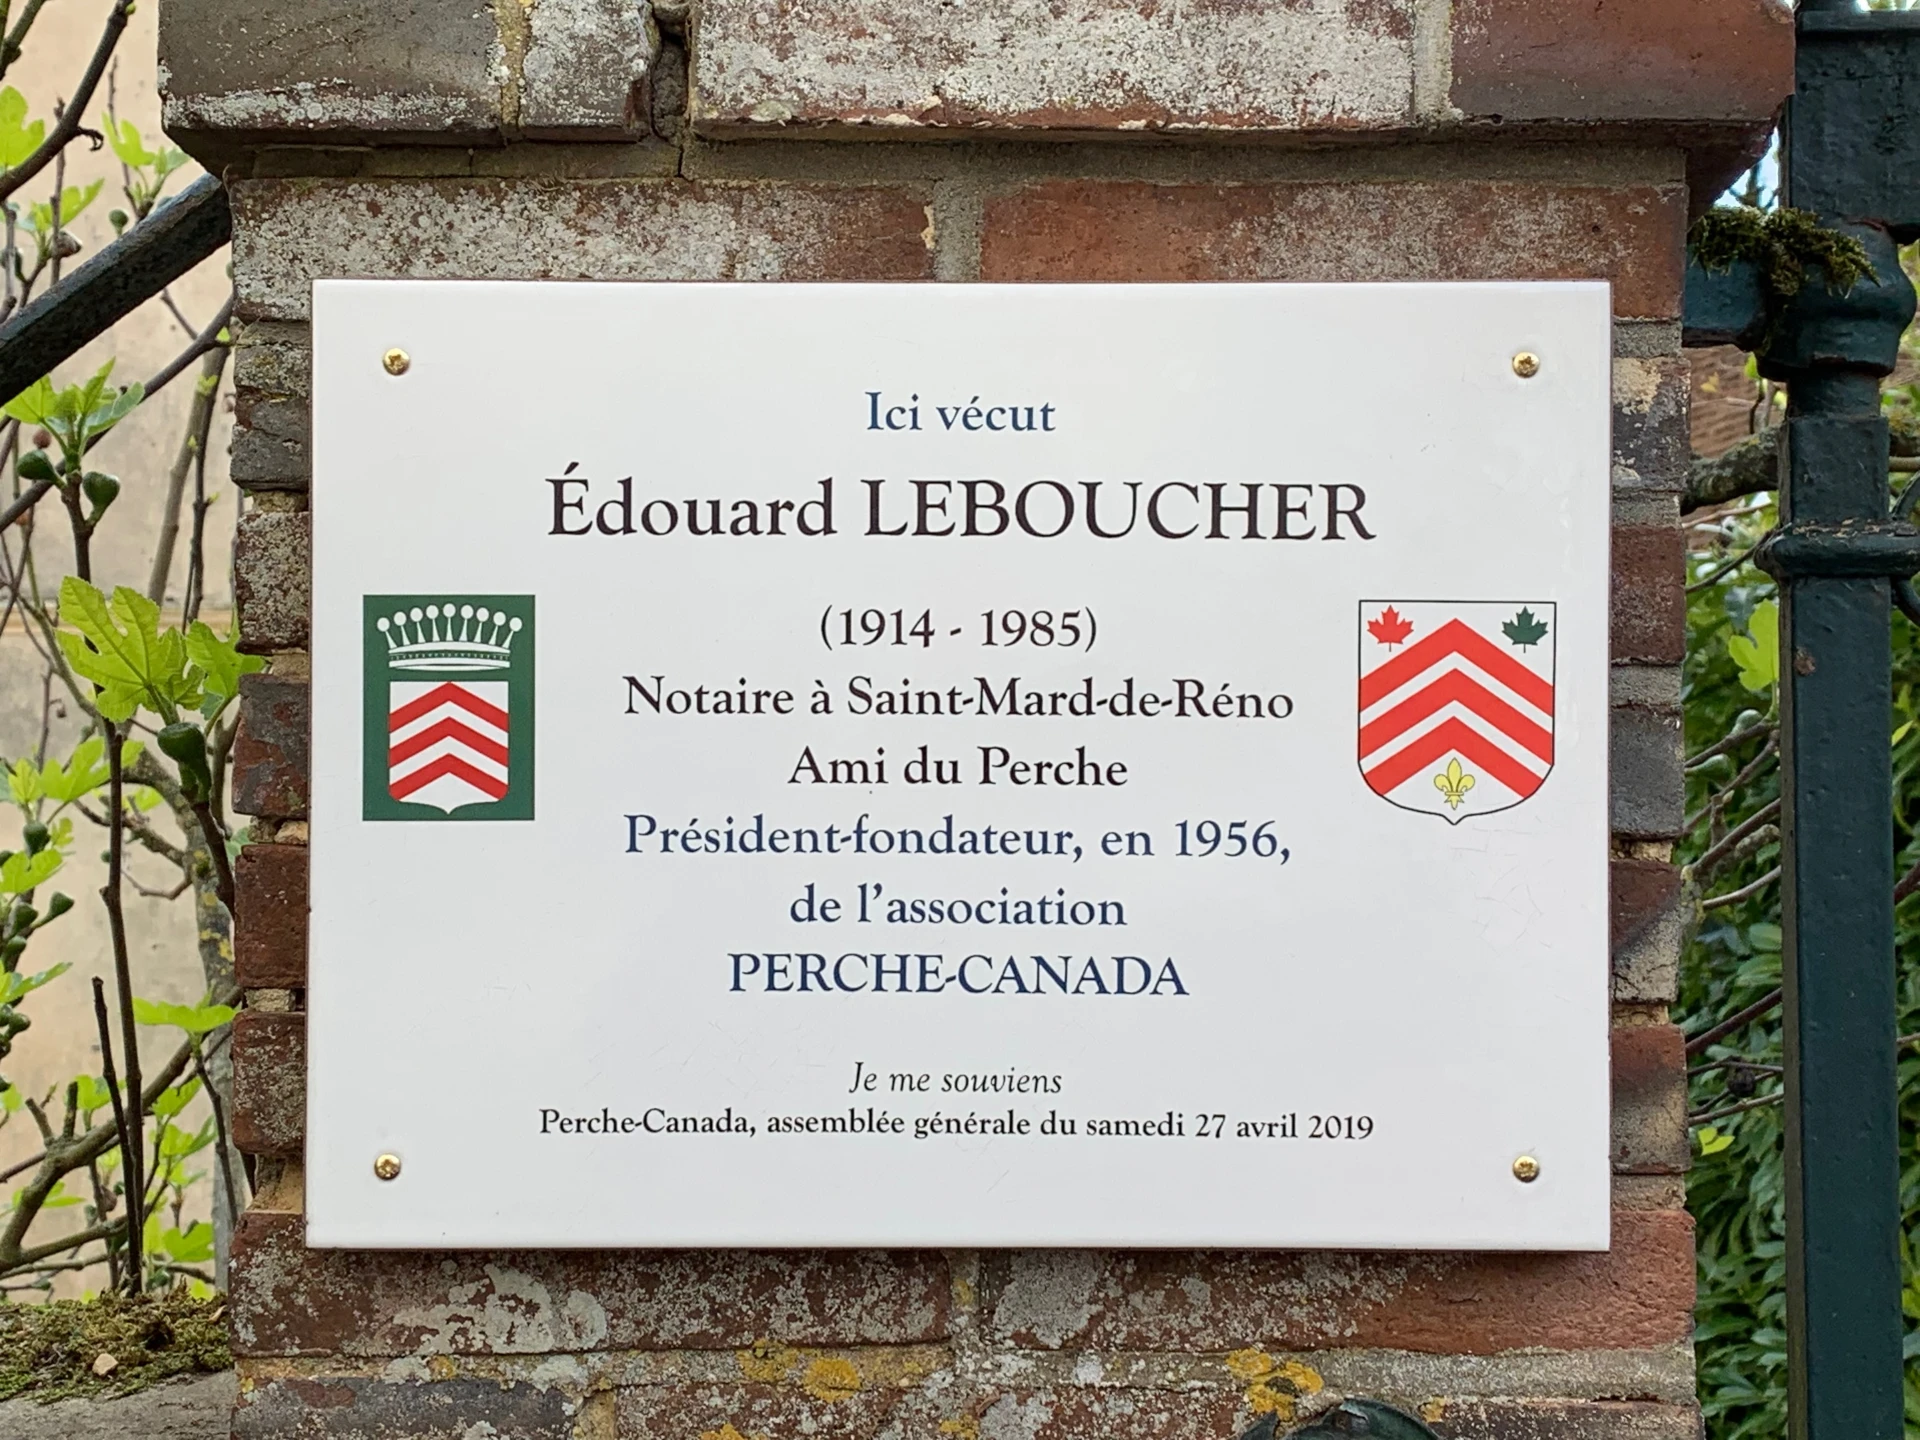 Ici vécut
Édouard LEBOUCHER
(1914 - 1985)
Notaire à Saint-Mard-de-Réno
Ami du Perche
Président-fondateur, en 1956,
de l’association
PERCHE-CANADA
Je me souviens
Perche-Canada, assemblée générale du samedi 27 avril 2019